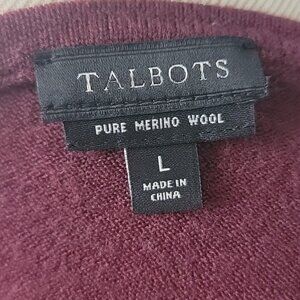 TALBOTS
PURE MERINO WOOL
L
MADE IN
CHINA